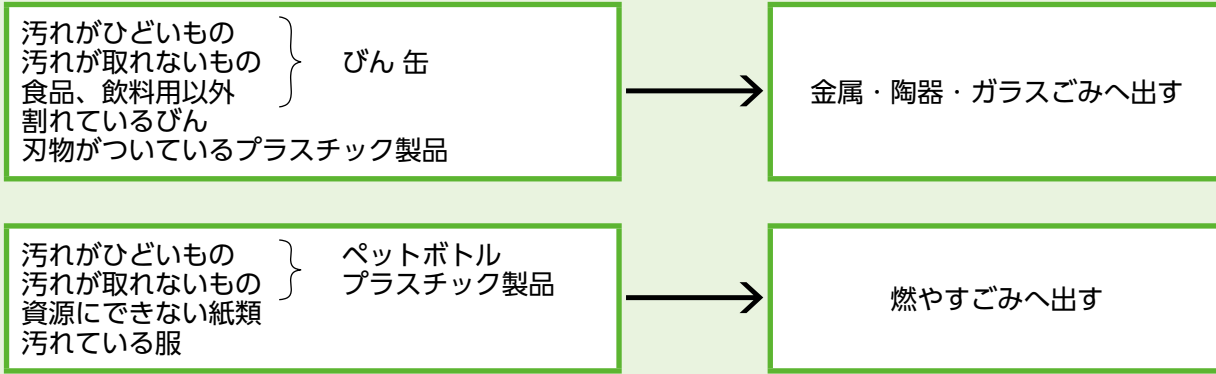 汚れがひどいもの
汚れが取れないもの
食品、飲料用以外
びん 缶
割れているびん
刃物がついているプラスチック製品
金属・陶器・ガラスごみへ出す
汚れがひどいもの
汚れが取れないもの
ペットボトル
プラスチック製品
資源にできない紙類
汚れている服
燃やすごみへ出す